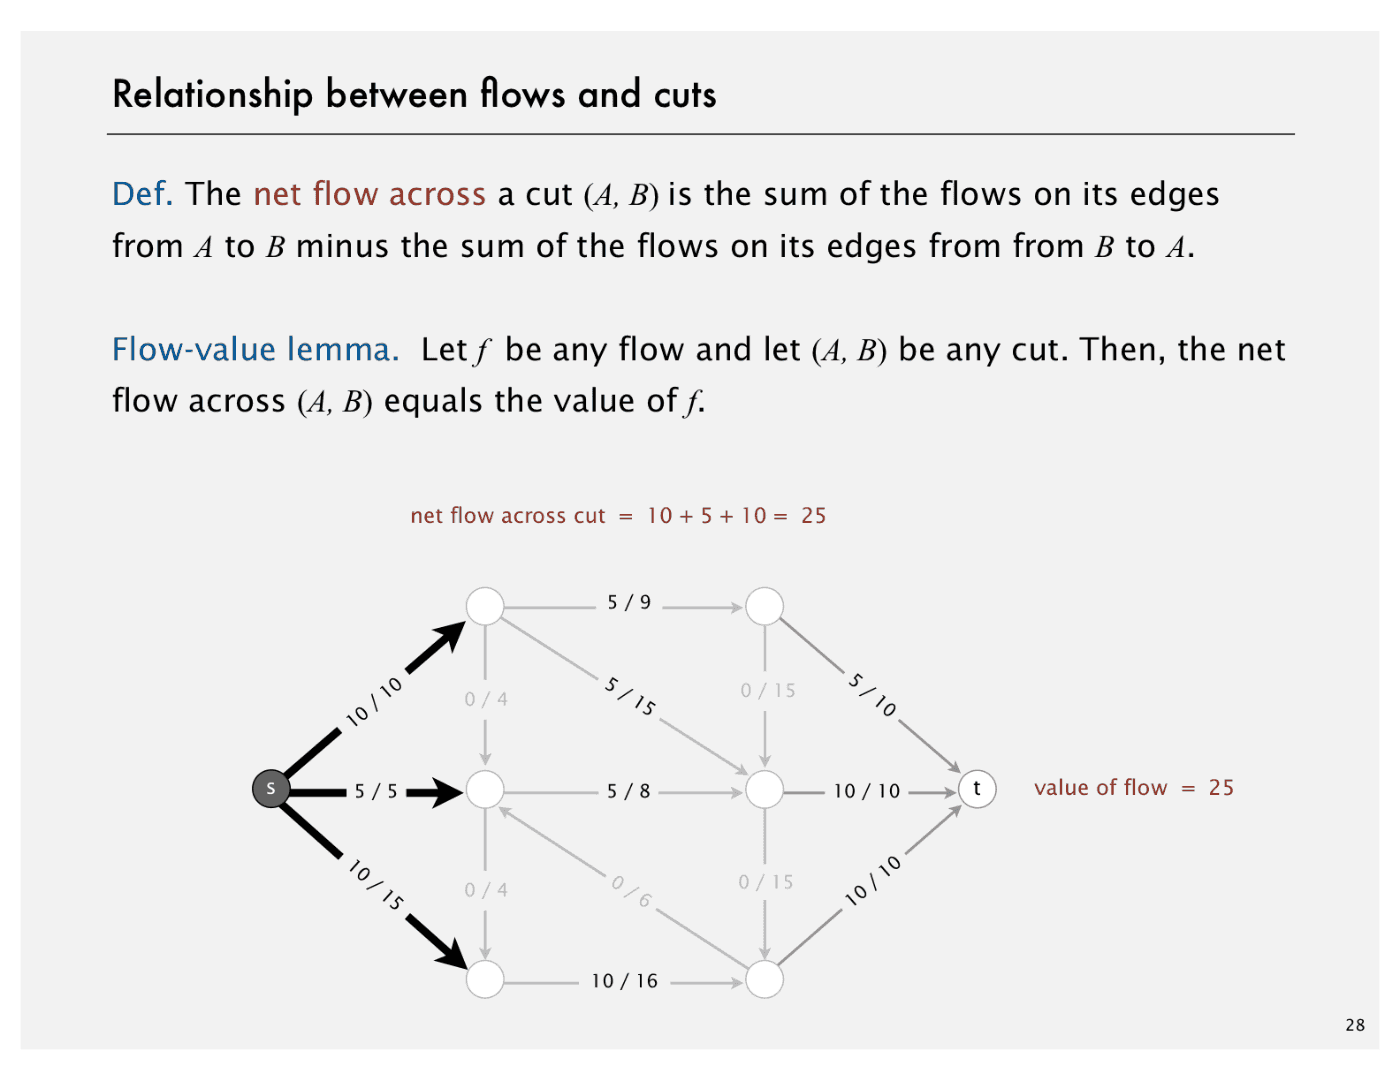 Relationship between flows and cuts
Def. The net flow across a cut (A, B) is the sum of the flows on its edges
from A to B minus the sum of the flows on its edges from from B to A.
Flow-value lemma. Let f be any flow and let (A, B) be any cut. Then, the net
flow across (A, B) equals the value of f.
net flow across cut = 10 + 5 + 10 = 25
5 / 9
10 / 10
0 / 4
5 / 15
0 / 15
5 / 10
s
5 / 5
5 / 8
10 / 10
t
value of flow = 25
10 / 15
0 / 4
0 / 6
0 / 15
10 / 10
10 / 16
28